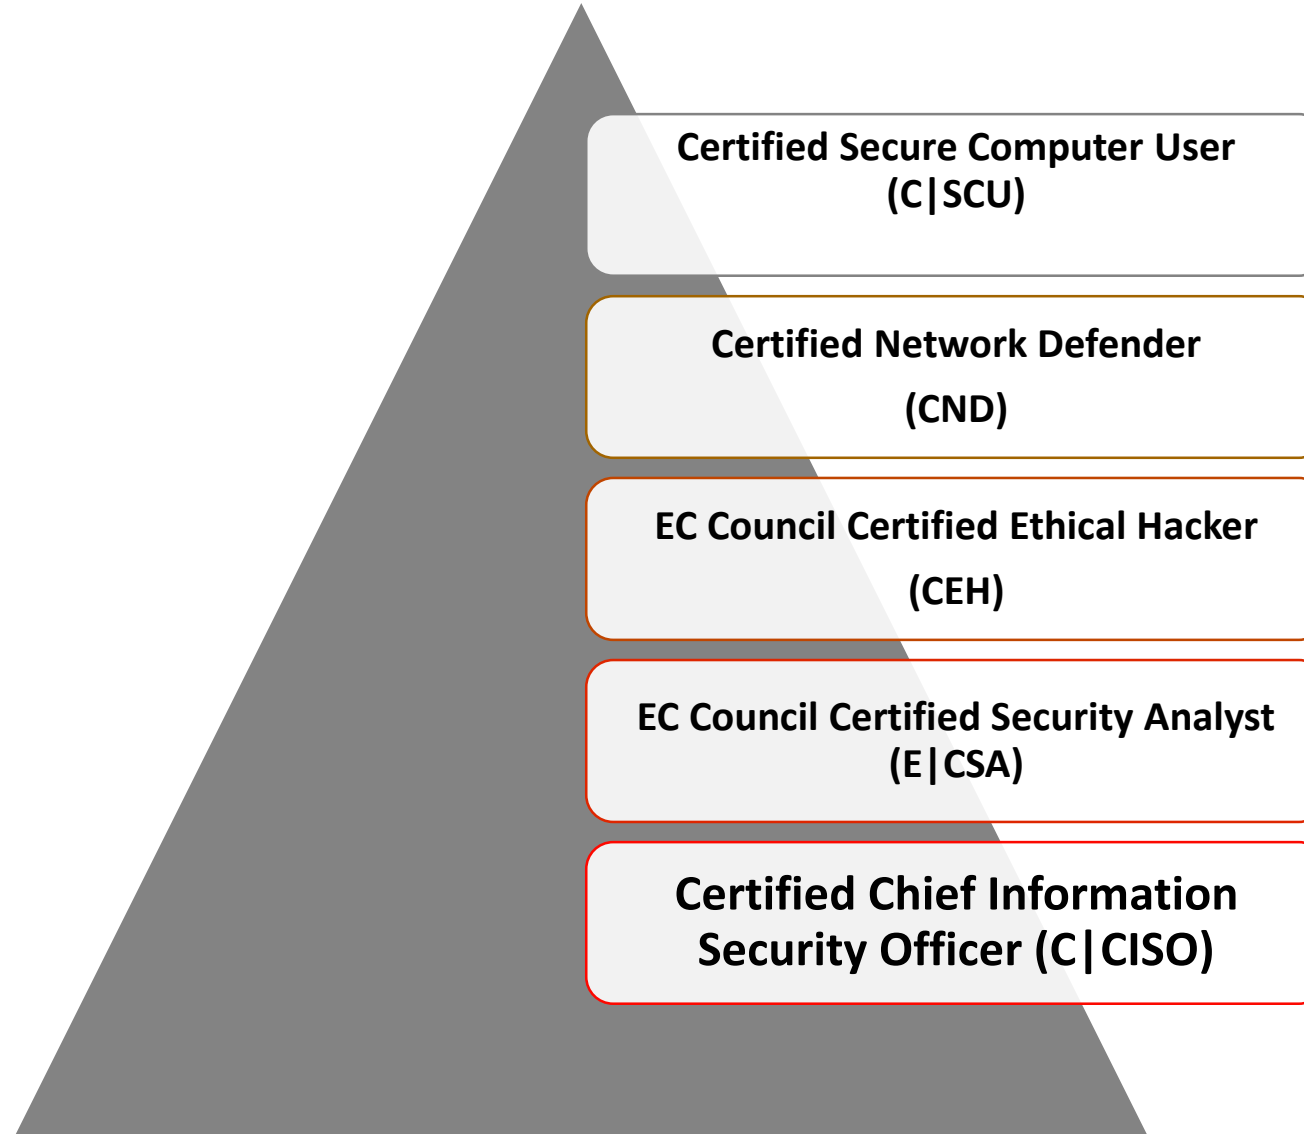 Certified Secure Computer User
(C|SCU)
Certified Network Defender
(CND)
EC Council Certified Ethical Hacker
(CEH)
EC Council Certified Security Analyst
(E|CSA)
Certified Chief Information
Security Officer (C|CISO)